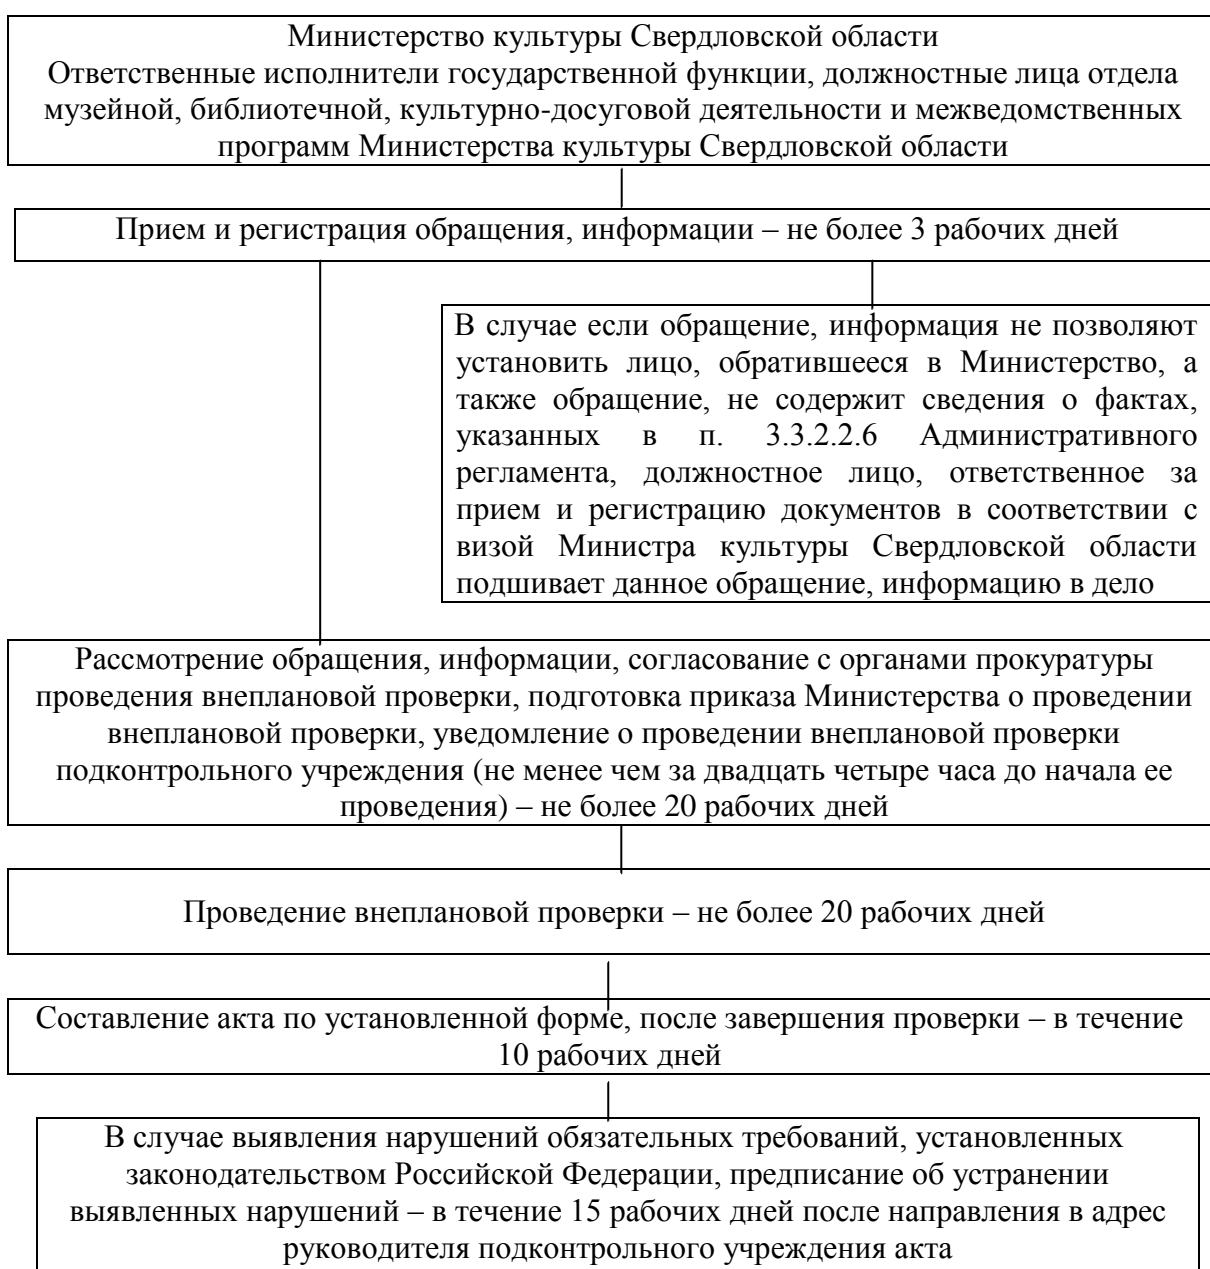 Министерство культуры Свердловской области
Ответственные исполнители государственной функции, должностные лица отдела
музейной, библиотечной, культурно-досуговой деятельности и межведомственных
программ Министерства культуры Свердловской области
Прием и регистрация обращения, информации – не более 3 рабочих дней
В случае если обращение, информация не позволяют
установить лицо, обратившееся в Министерство, а
также обращение, не содержит сведения о фактах,
указанных в п. 3.3.2.2.6 Административного
регламента, должностное лицо, ответственное за
прием и регистрацию документов в соответствии с
визой Министра культуры Свердловской области
подшивает данное обращение, информацию в дело
Рассмотрение обращения, информации, согласование с органами прокуратуры
проведения внеплановой проверки, подготовка приказа Министерства о проведении
внеплановой проверки, уведомление о проведении внеплановой проверки
подконтрольного учреждения (не менее чем за двадцать четыре часа до начала ее
проведения) – не более 20 рабочих дней
Проведение внеплановой проверки – не более 20 рабочих дней
Составление акта по установленной форме, после завершения проверки – в течение
10 рабочих дней
В случае выявления нарушений обязательных требований, установленных
законодательством Российской Федерации, предписание об устранении
выявленных нарушений – в течение 15 рабочих дней после направления в адрес
руководителя подконтрольного учреждения акта